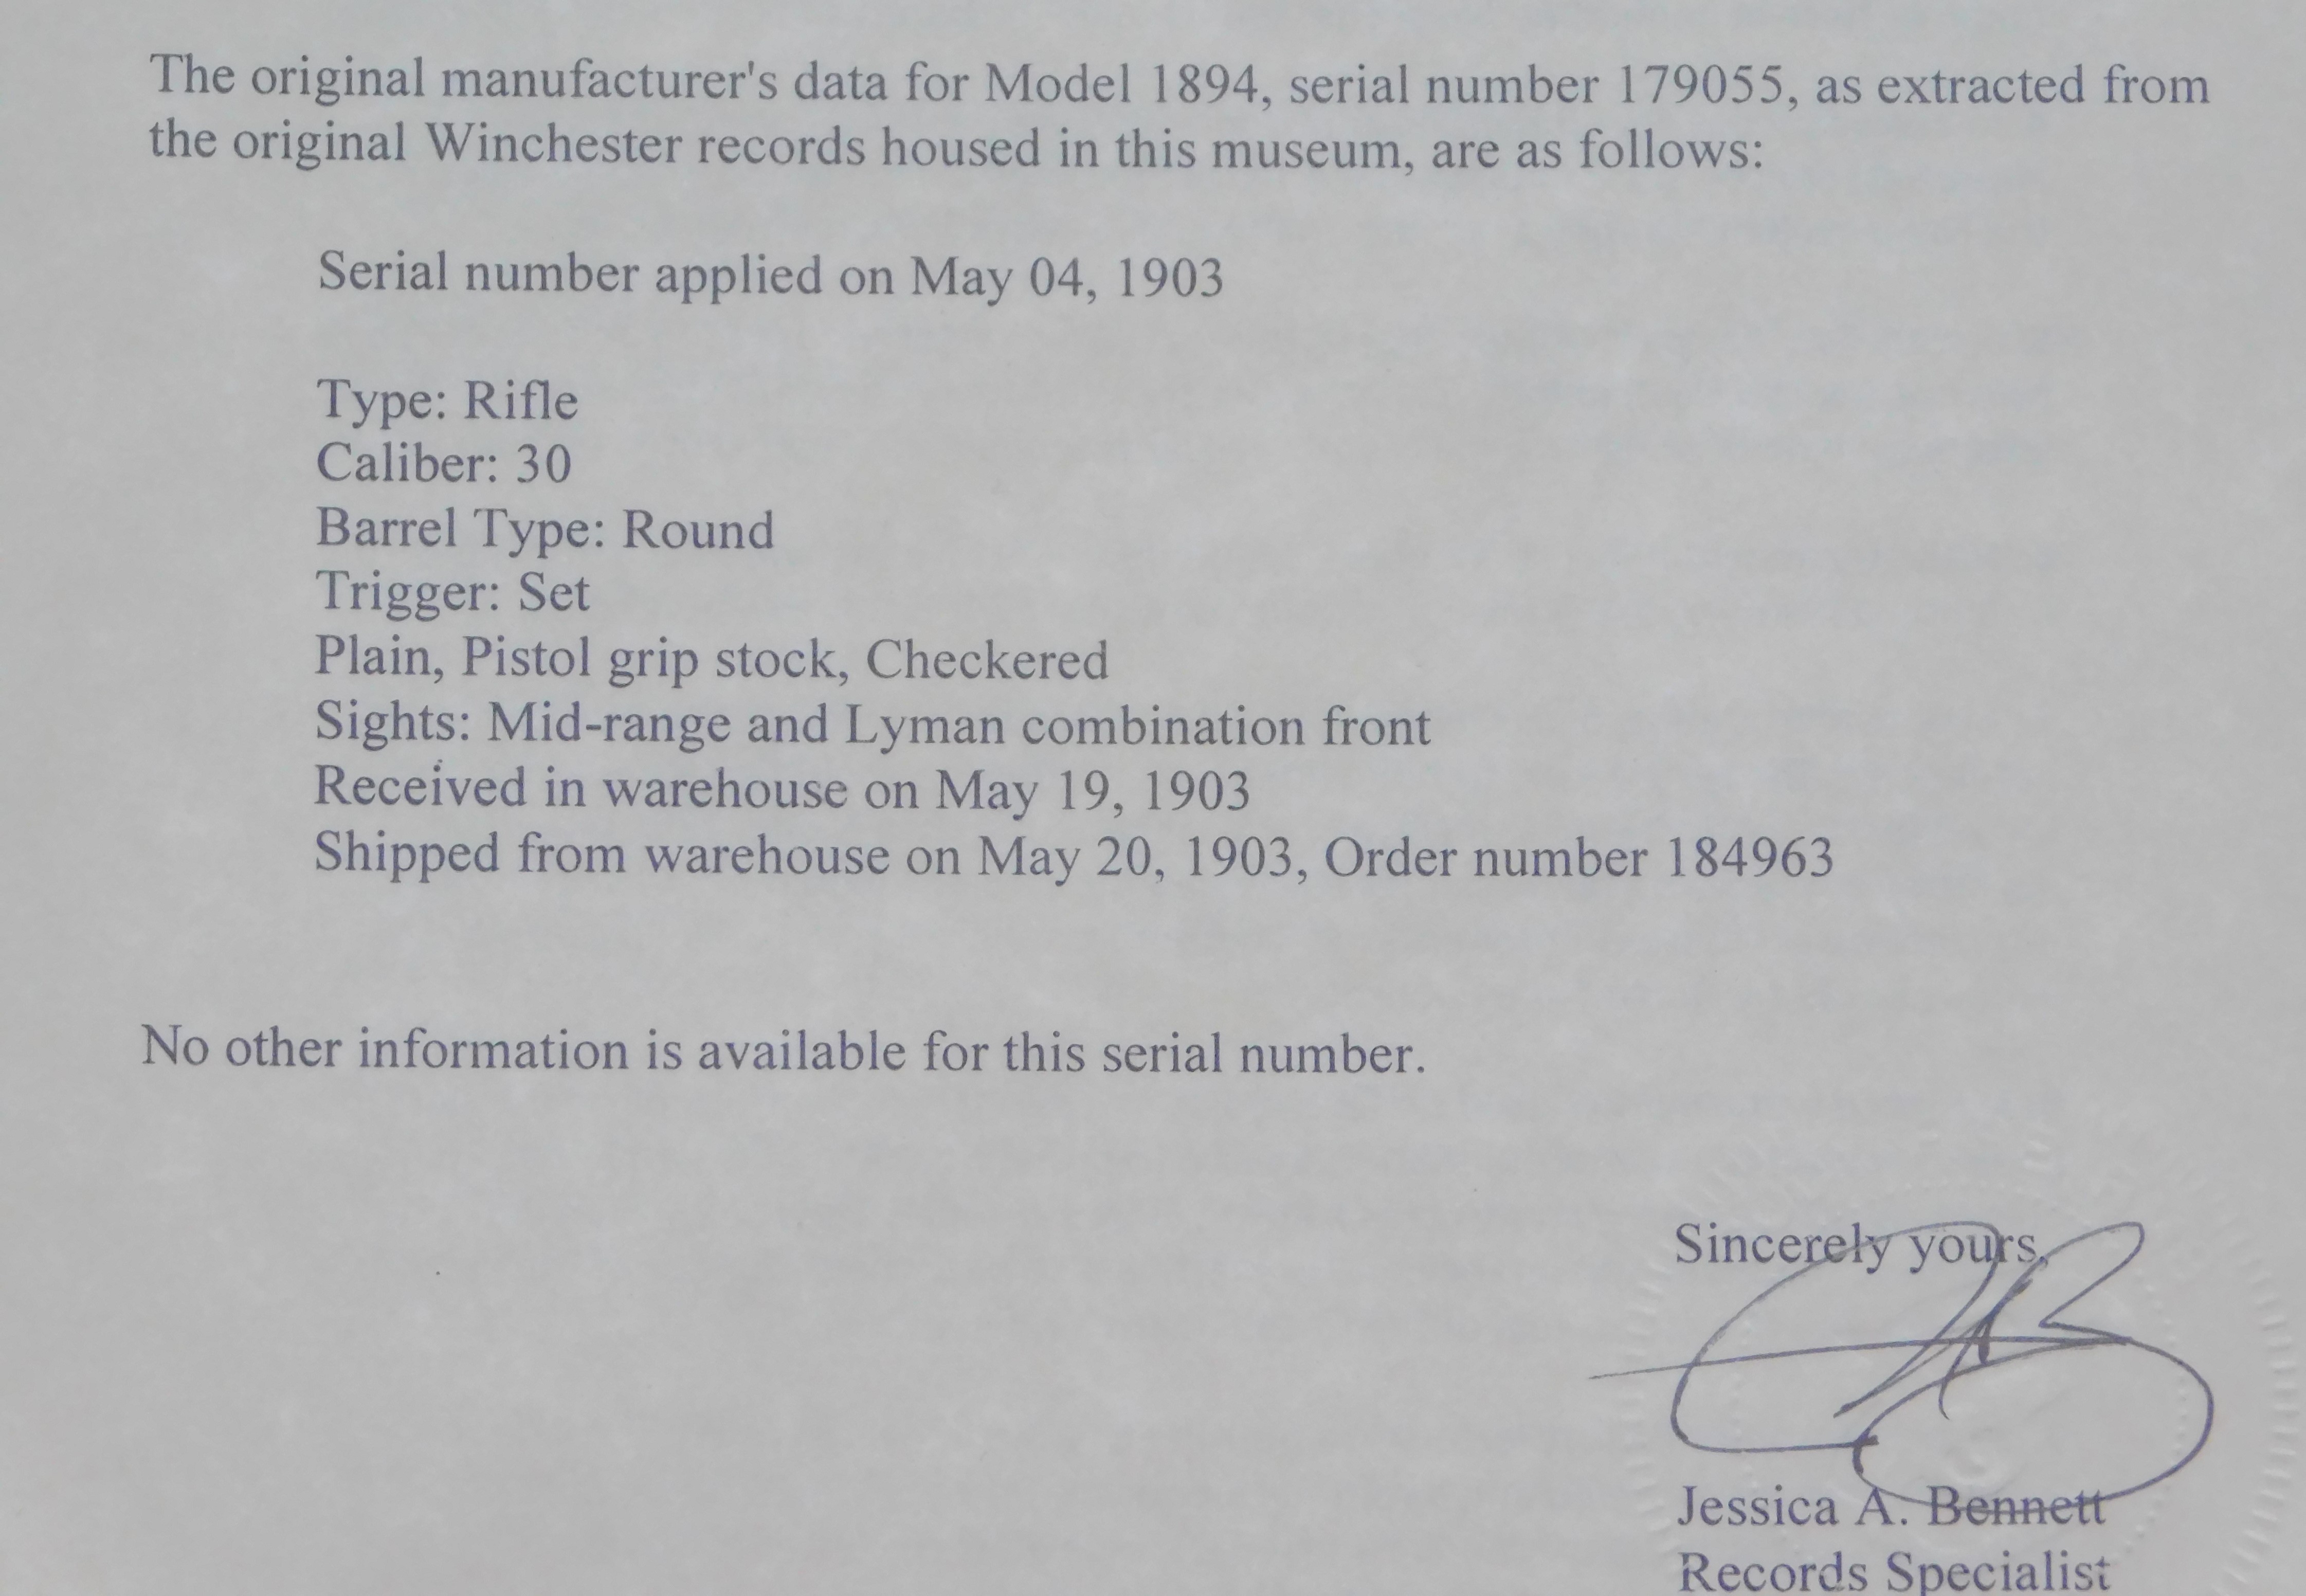 The original manufacturer's data for Model 1894, serial number 179055, as extracted from
the original Winchester records housed in this museum, are as follows:
Serial number applied on May 04, 1903
Type: Rifle
Caliber: 30
Barrel Type: Round
Trigger: Set
Plain, Pistol grip stock, Checkered
Sights: Mid-range and Lyman combination front
Received in warehouse on May 19, 1903
Shipped from warehouse on May 20, 1903, Order number 184963
No other information is available for this serial number.
Sincerely yours,
Jessica A. Bennett
Records Specialist